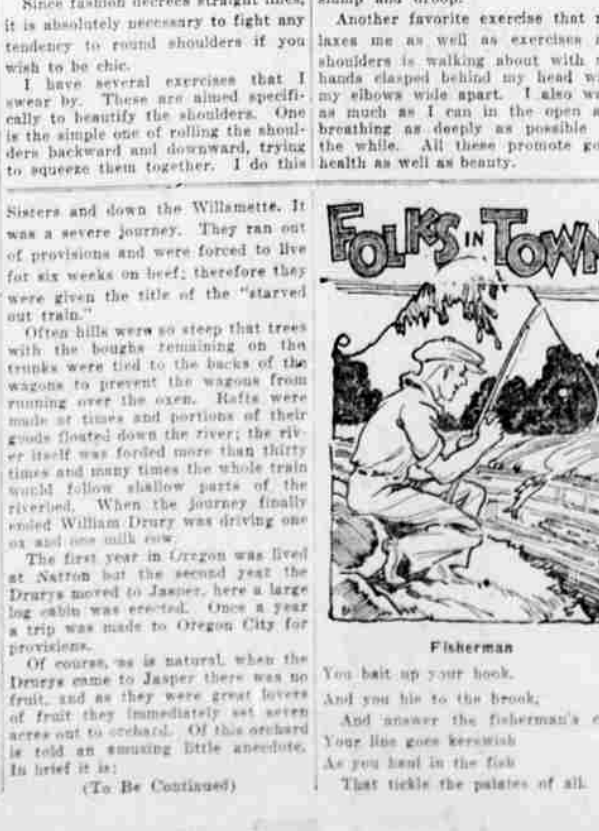 Since fashion decrees straight lines,
it is absolutely necessary to fight any
tendency to round shoulders if you
wish to be chic.
I have several exercises that I
swear by. These are aimed specifi-
cally to beautify the shoulders. One
is the simple one of rolling the shoul-
ders backward and downward, trying
to squeeze them together. I do this
slump and droop.
Another favorite exercise that
laxes me as well as exercises
shoulders is walking about with
hands clasped behind my head
my elbows wide apart. I also
as much as I can in the open
breathing as deeply as possible
the while. All these promote
health as well as beauty.
Sisters and down the Willamette. It
was a severe journey. They ran out
of provisions and were forced to live
for six weeks on beef; therefore they
were given the title of the "starved
out train."
Often hills were so steep that trees
with the boughs remaining on the
trunks were tied to the backs of the
wagons to prevent the wagons from
running over the oxen. Rafts were
made at times and portions of their
goods floated down the river; the riv-
er itself was forded more than thirty
times and many times the whole train
would follow shallow parts of the
riverbed. When the journey finally
ended William Drury was driving one
ox and one milk cow.
The first year in Oregon was lived
at Natron but the second year the
Drurys moved to Jasper, here a large
log cabin was erected. Once a year
a trip was made to Oregon City for
provisions.
Of course, as is natural, when the
Drurys came to Jasper there was no
fruit, and as they were great lovers
of fruit they immediately set seven
acres out to orchard. Of this orchard
is told an amusing little anecdote.
In brief it is:
(To Be Continued)
FOLKS IN TOWN
Fisherman
You bait up your hook,
And you hie to the brook,
And answer the fisherman's
Your line goes kerswish
As you haul in the fish
That tickle the palates of all.